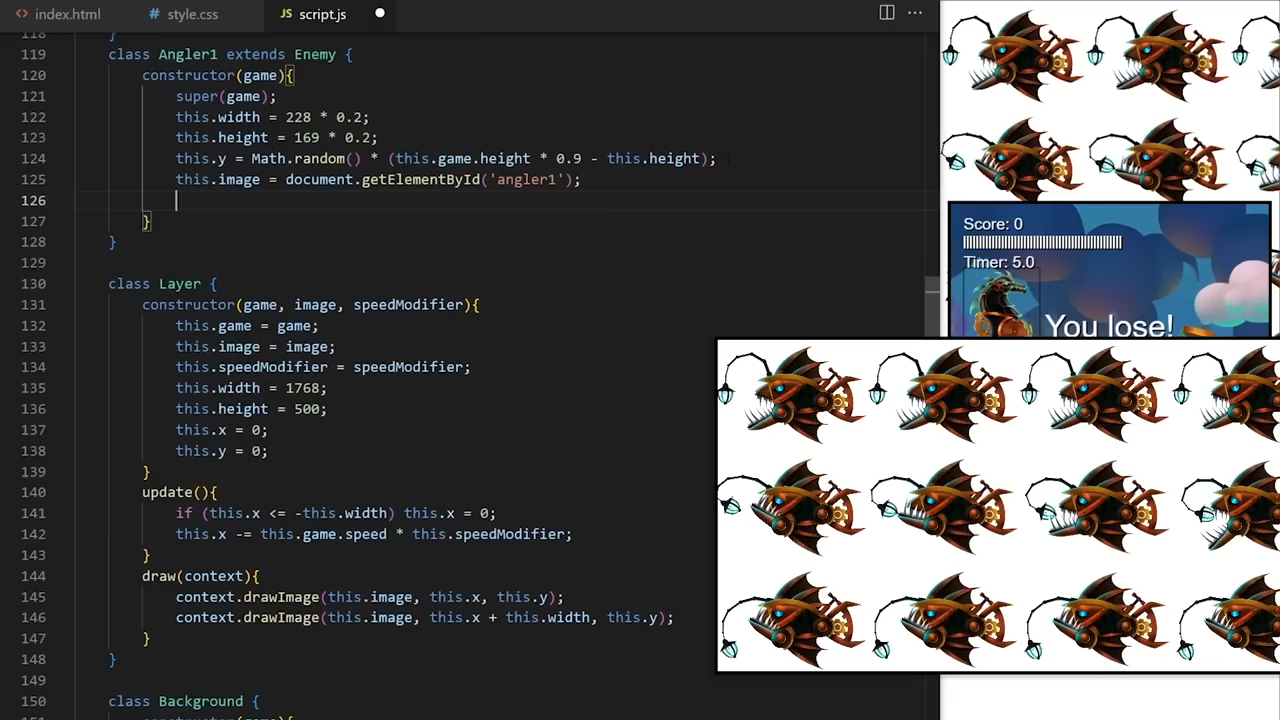 index.html
style.css
script.js
118 }
119 class Angler1 extends Enemy {
120 constructor(game){
121 super(game);
122 this.width = 228 * 0.2;
123 this.height = 169 * 0.2;
124 this.y = Math.random() * (this.game.height * 0.9 - this.height);
125 this.image = document.getElementById('angler1');
126
127 }
128 }
129
130 class Layer {
131 constructor(game, image, speedModifier){
132 this.game = game;
133 this.image = image;
134 this.speedModifier = speedModifier;
135 this.width = 1768;
136 this.height = 500;
137 this.x = 0;
138 this.y = 0;
139 }
140 update(){
141 if (this.x <= -this.width) this.x = 0;
142 this.x -= this.game.speed * this.speedModifier;
143 }
144 draw(context){
145 context.drawImage(this.image, this.x, this.y);
146 context.drawImage(this.image, this.x + this.width, this.y);
147 }
148 }
149
150 class Background {
Score: 0
Timer: 5.0
You lose!